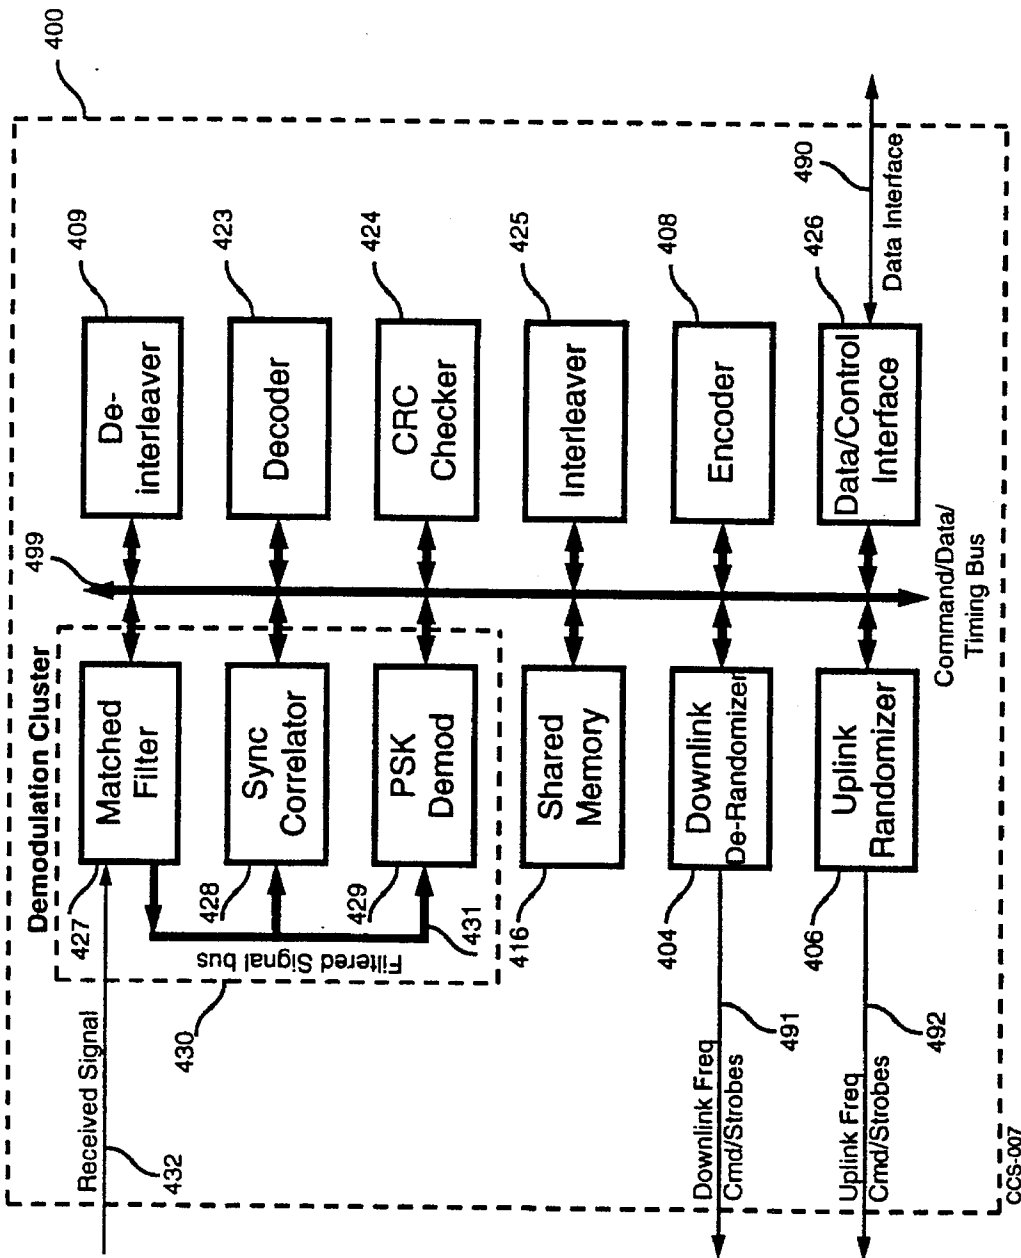 400
Demodulation Cluster
499
409
De-
interleaver
423
Decoder
424
CRC
Checker
425
Interleaver
408
Encoder
426
Data/Control
Interface
490
Data Interface
Received Signal
432
427
Matched
Filter
428
Sync
Correlator
429
PSK
Demod
431
Filtered Signal bus
430
416
Shared
Memory
404
Downlink
De-Randomizer
491
Downlink Freq
Cmd/Strobes
406
Uplink
Randomizer
492
Uplink Freq
Cmd/Strobes
Command/Data/
Timing Bus
CCS-007